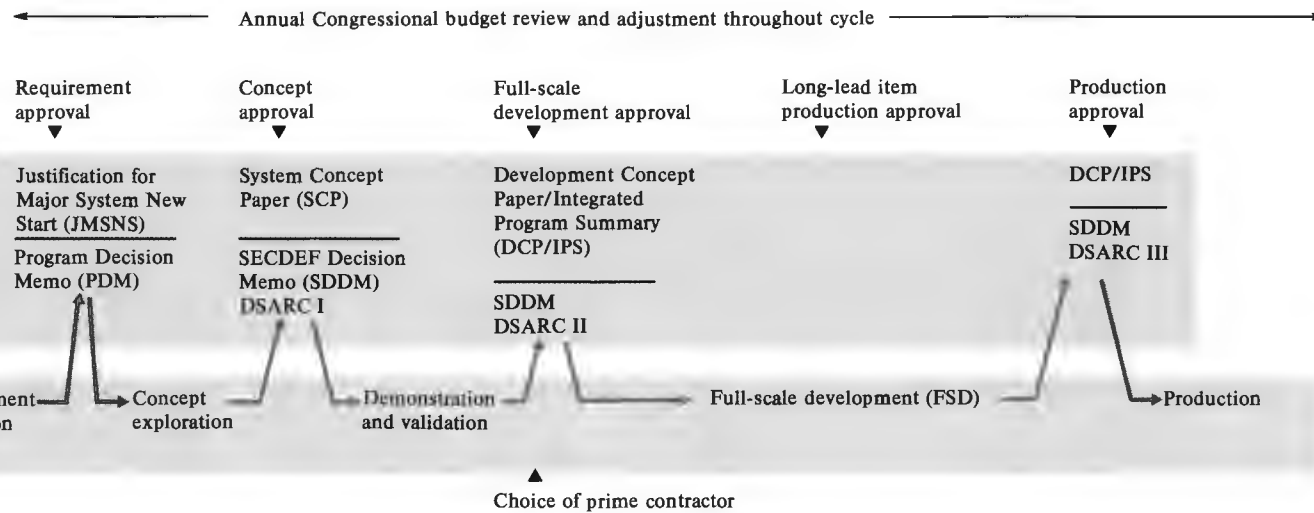 Annual Congressional budget review and adjustment throughout cycle
Requirement
approval
Concept
approval
Full-scale
development approval
Long-lead item
production approval
Production
approval
Justification for
Major System New
Start (JMSNS)
Program Decision
Memo (PDM)
System Concept
Paper (SCP)
SECDEF Decision
Memo (SDDM)
DSARC I
Development Concept
Paper/Integrated
Program Summary
(DCP/IPS)
SDDM
DSARC II
DCP/IPS
SDDM
DSARC III
ment
on
Concept
exploration
Demonstration
and validation
Full-scale development (FSD)
Production
Choice of prime contractor